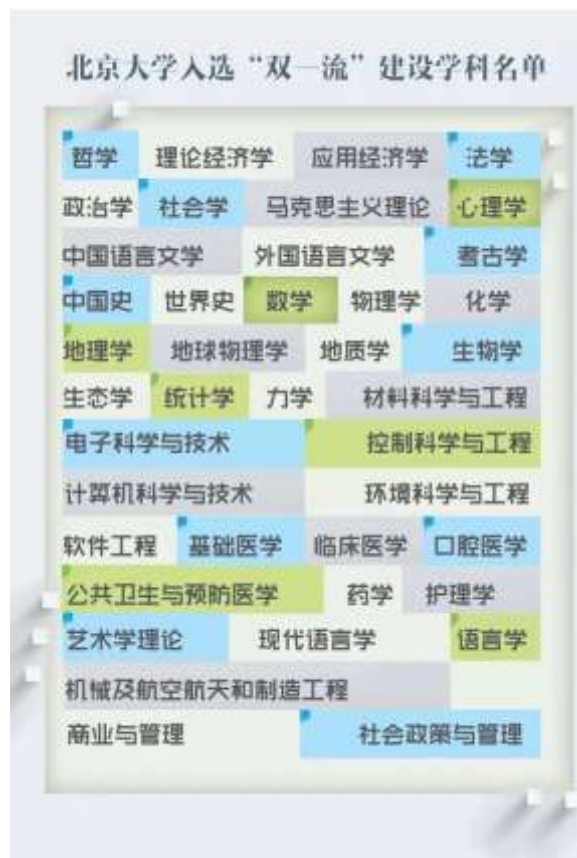 北京大学入选“双一流”建设学科名单
哲学 理论经济学 应用经济学 法学
政治学 社会学 马克思主义理论 心理学
中国语言文学 外国语言文学 考古学
中国史 世界史 数学 物理学 化学
地理学 地球物理学 地质学 生物学
生态学 统计学 力学 材料科学与工程
电子科学与技术 控制科学与工程
计算机科学与技术 环境科学与工程
软件工程 基础医学 临床医学 口腔医学
公共卫生与预防医学 药学 护理学
艺术学理论 现代语言学 语言学
机械及航空航天和制造工程
商业与管理 社会政策与管理